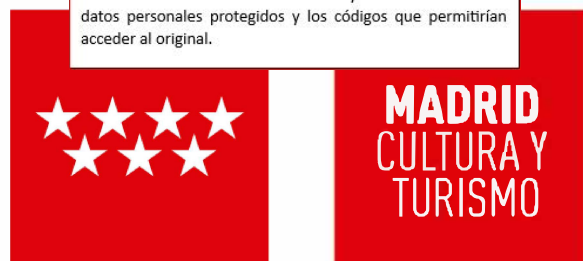 datos personales protegidos y los códigos que permitirían
acceder al original.
MADRID
CULTURA Y
TURISMO